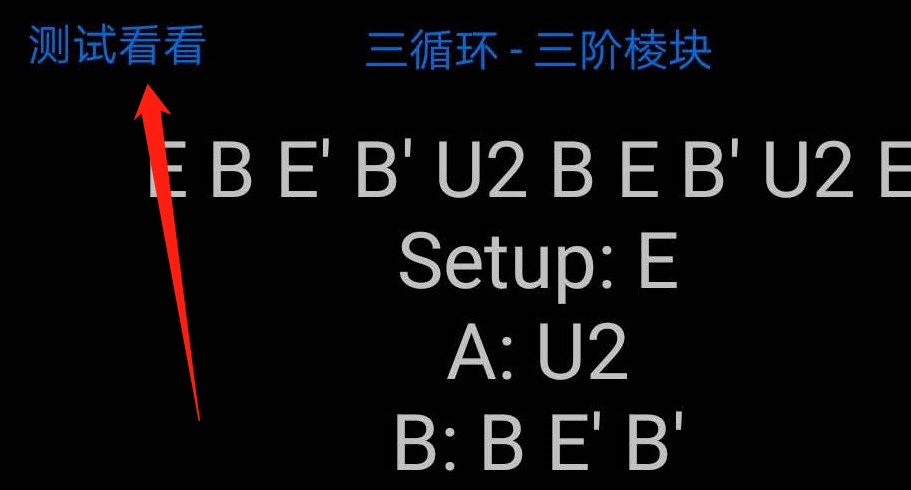 测试看看 三循环 - 三阶棱块
E B E' B' U2 B E B' U2 E
Setup: E
A: U2
B: B E' B'